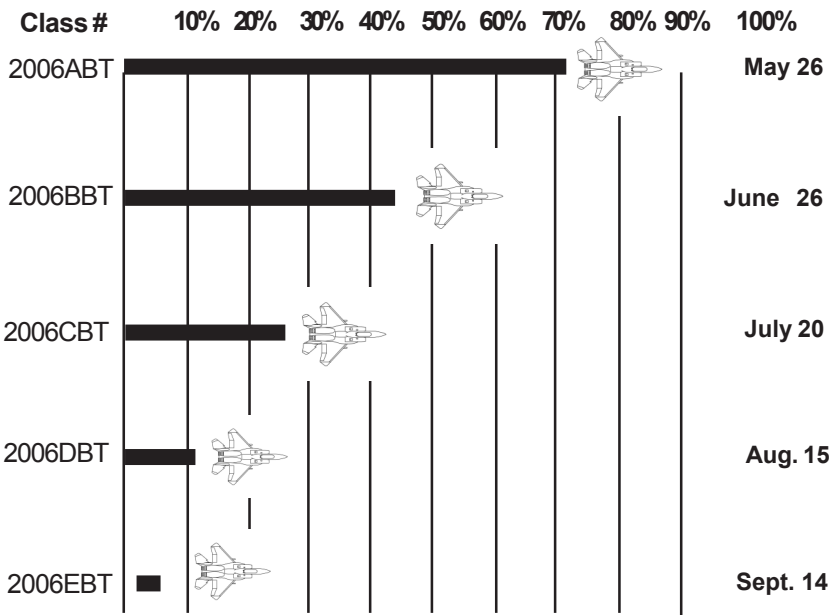 Class # 10% 20% 30% 40% 50% 60% 70% 80% 90% 100%
2006ABT May 26
2006BBT June 26
2006CBT July 20
2006DBT Aug. 15
2006EBT Sept. 14